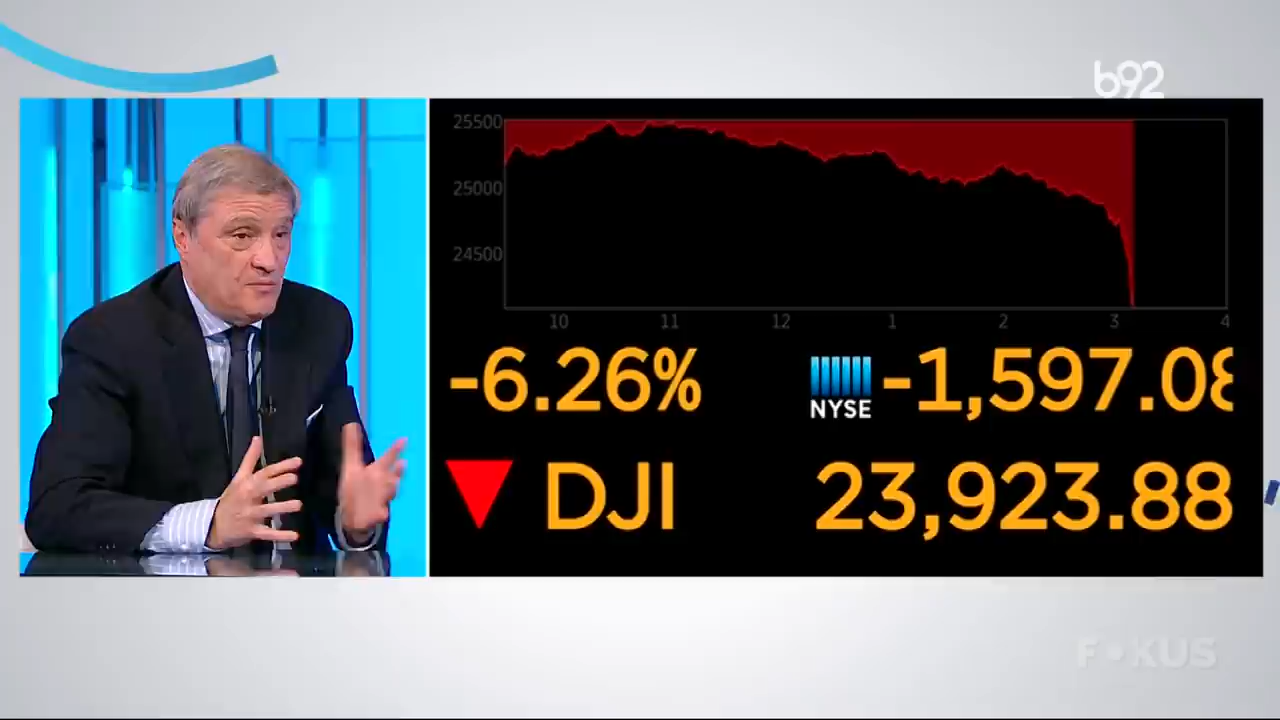 b92
25500
25000
24500
10 11 12 1 2 3 4
-6.26% NYSE -1,597.08
DJI 23,923.88
FOKUS